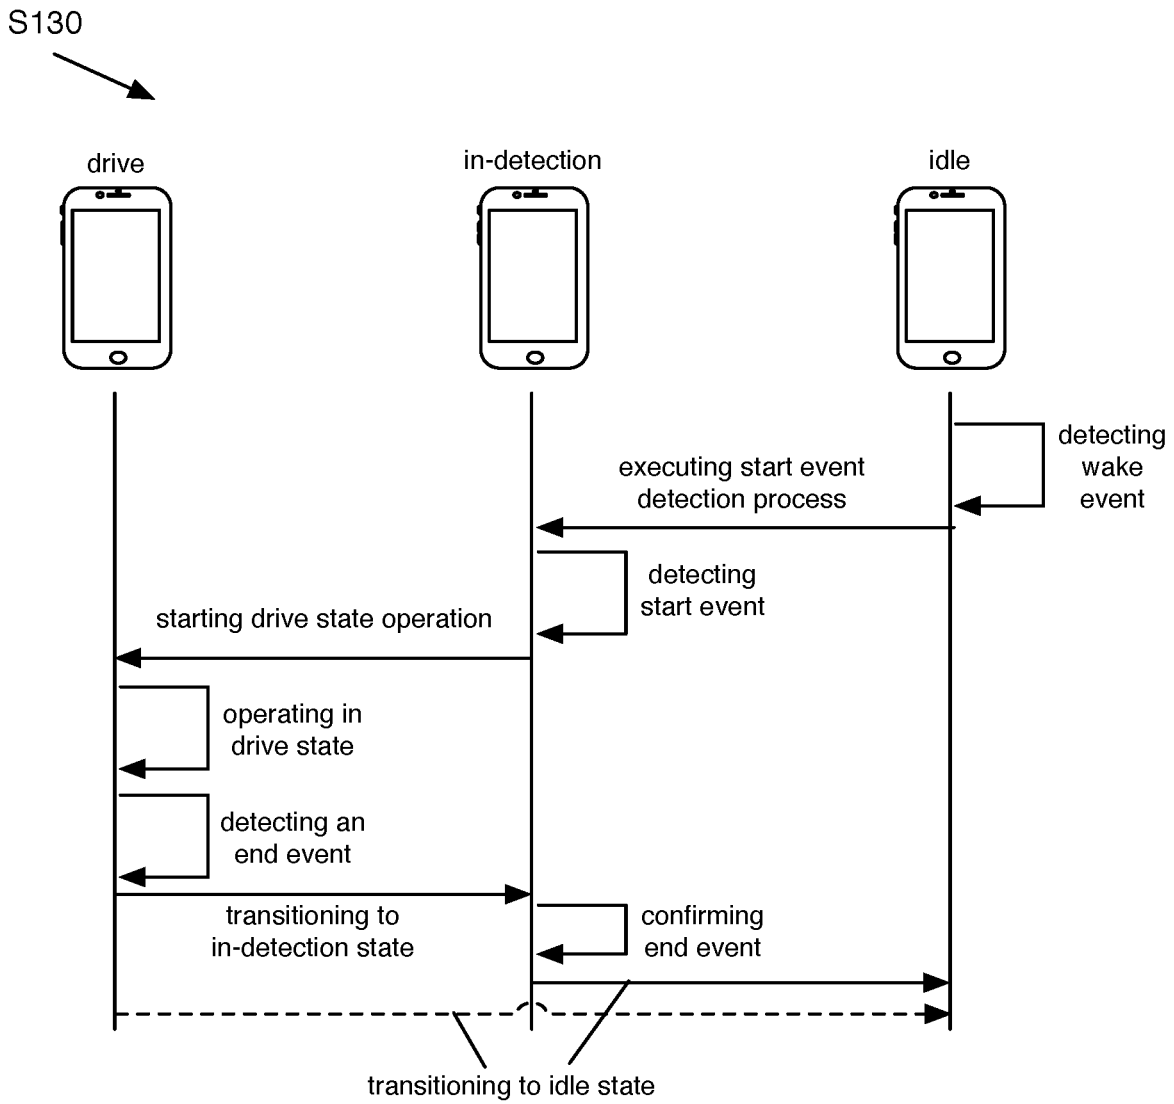 S130
drive
in-detection
idle
detecting
wake
event
executing start event
detection process
detecting
start event
starting drive state operation
operating in
drive state
detecting an
end event
transitioning to
in-detection state
confirming
end event
transitioning to idle state